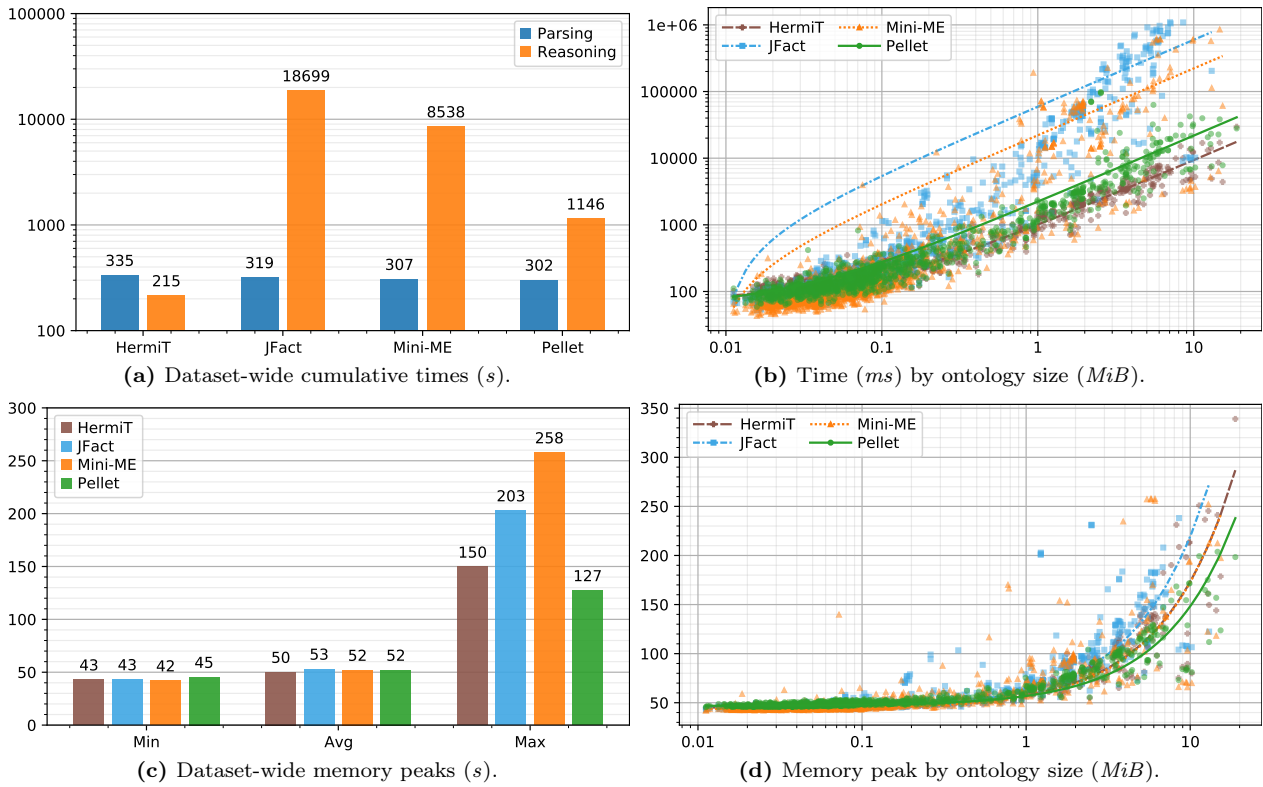 100000
10000
1000
100
Parsing
Reasoning
335
215
319
18699
307
8538
302
1146
HermiT
JFact
Mini-ME
Pellet
(a) Dataset-wide cumulative times (s).
1e+06
100000
10000
1000
100
HermiT
JFact
Mini-ME
Pellet
0.01
0.1
1
10
(b) Time (ms) by ontology size (MiB).
300
250
200
150
100
50
0
HermiT
JFact
Mini-ME
Pellet
43
43
42
45
50
53
52
52
150
203
258
127
Min
Avg
Max
(c) Dataset-wide memory peaks (s).
350
300
250
200
150
100
50
HermiT
JFact
Mini-ME
Pellet
0.01
0.1
1
10
(d) Memory peak by ontology size (MiB).